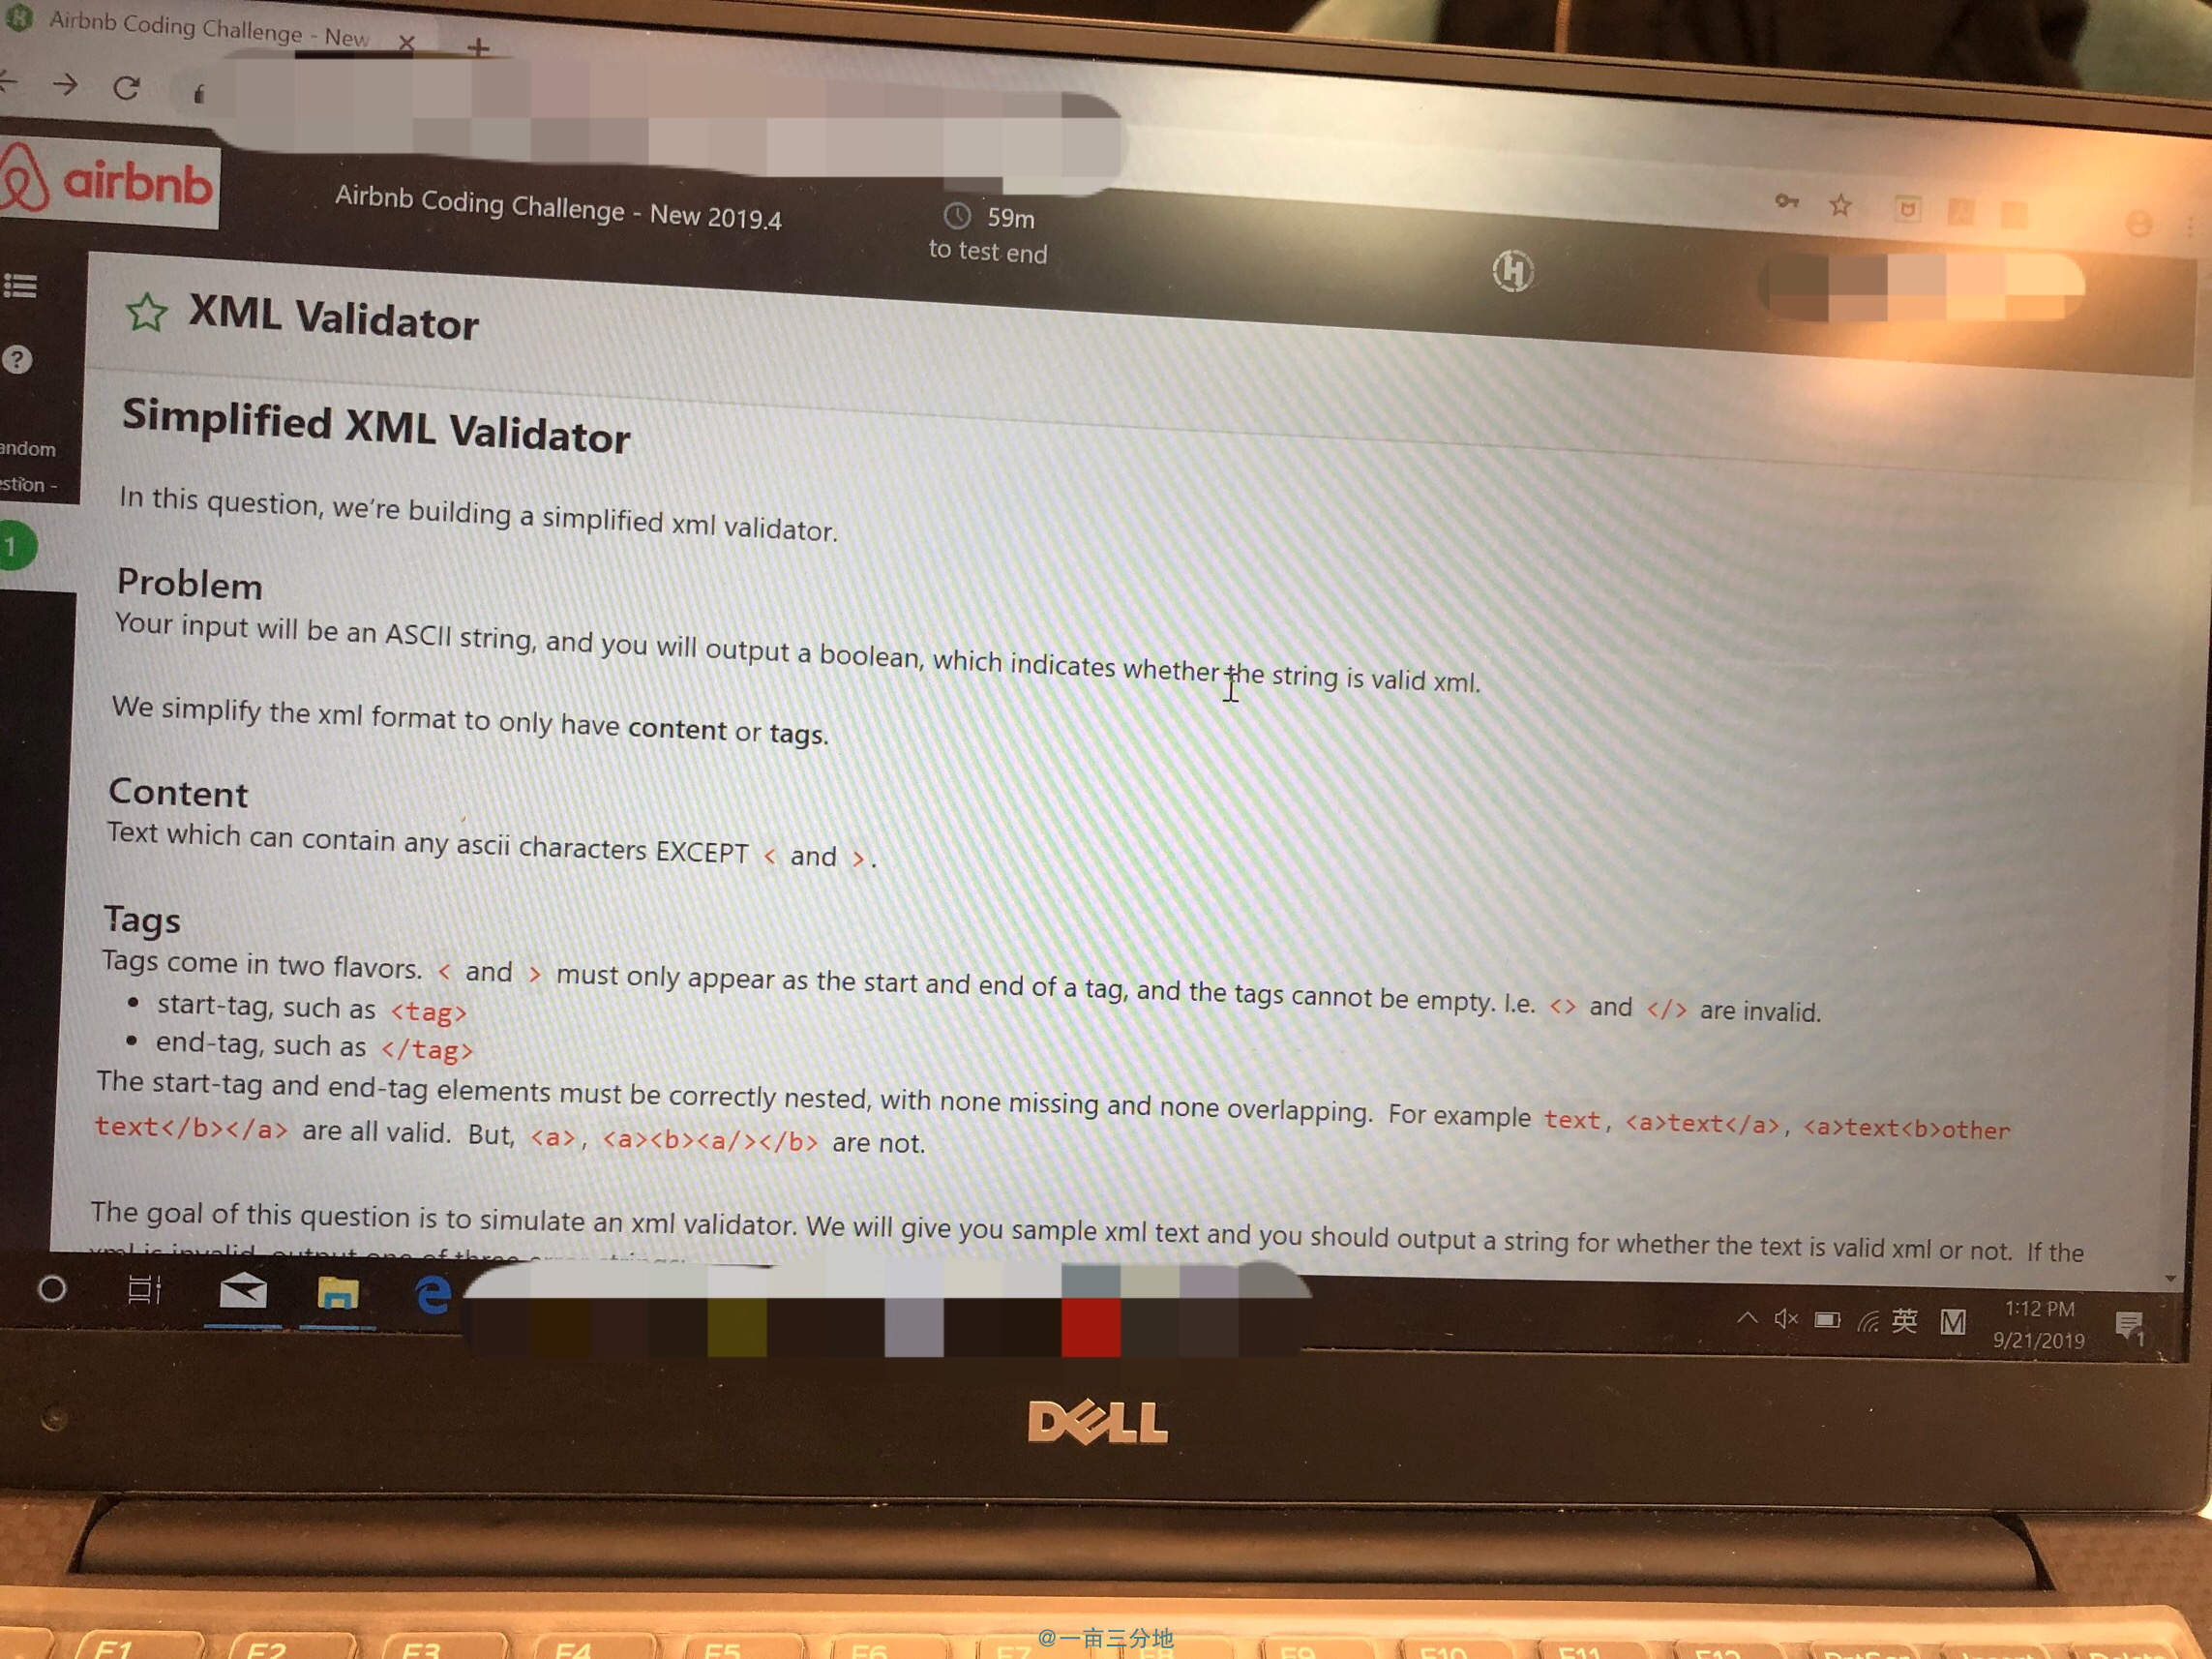 Airbnb Coding Challenge - New
airbnb
Airbnb Coding Challenge - New 2019.4
59m
to test end
XML Validator
Simplified XML Validator
In this question, we're building a simplified xml validator.
1
Problem
Your input will be an ASCII string, and you will output a boolean, which indicates whether the string is valid xml.
We simplify the xml format to only have content or tags.
Content
Text which can contain any ascii characters EXCEPT < and >.
Tags
Tags come in two flavors. < and > must only appear as the start and end of a tag, and the tags cannot be empty. I.e. <> and </> are invalid.
• start-tag, such as <tag>
• end-tag, such as </tag>
The start-tag and end-tag elements must be correctly nested, with none missing and none overlapping. For example text, <a>text</a>, <a>text<b>other
text</b></a> are all valid. But, <a>, <a><b><a/></b> are not.
The goal of this question is to simulate an xml validator. We will give you sample xml text and you should output a string for whether the text is valid xml or not. If the
xml is invalid, output one of three error strings:
英
M
1:12 PM
9/21/2019
1
DELL
F1 F2 F3 F4 F5 F6 F7 F8 F9 F10 F11 F12
@一亩三分地